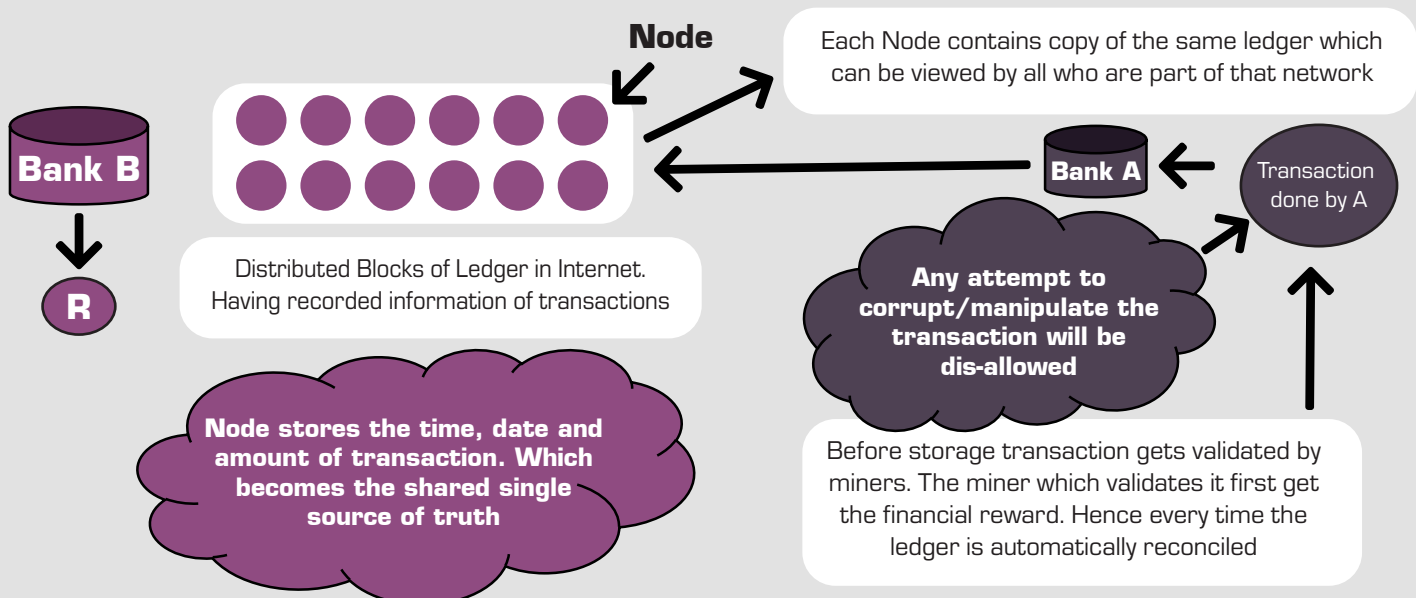 Node
Each Node contains copy of the same ledger which
can be viewed by all who are part of that network
Bank B
Bank A
Transaction
done by A
R
Distributed Blocks of Ledger in Internet.
Having recorded information of transactions
Any attempt to
corrupt/manipulate the
transaction will be
dis-allowed
Node stores the time, date and
amount of transaction. Which
becomes the shared single
source of truth
Before storage transaction gets validated by
miners. The miner which validates it first get
the financial reward. Hence every time the
ledger is automatically reconciled